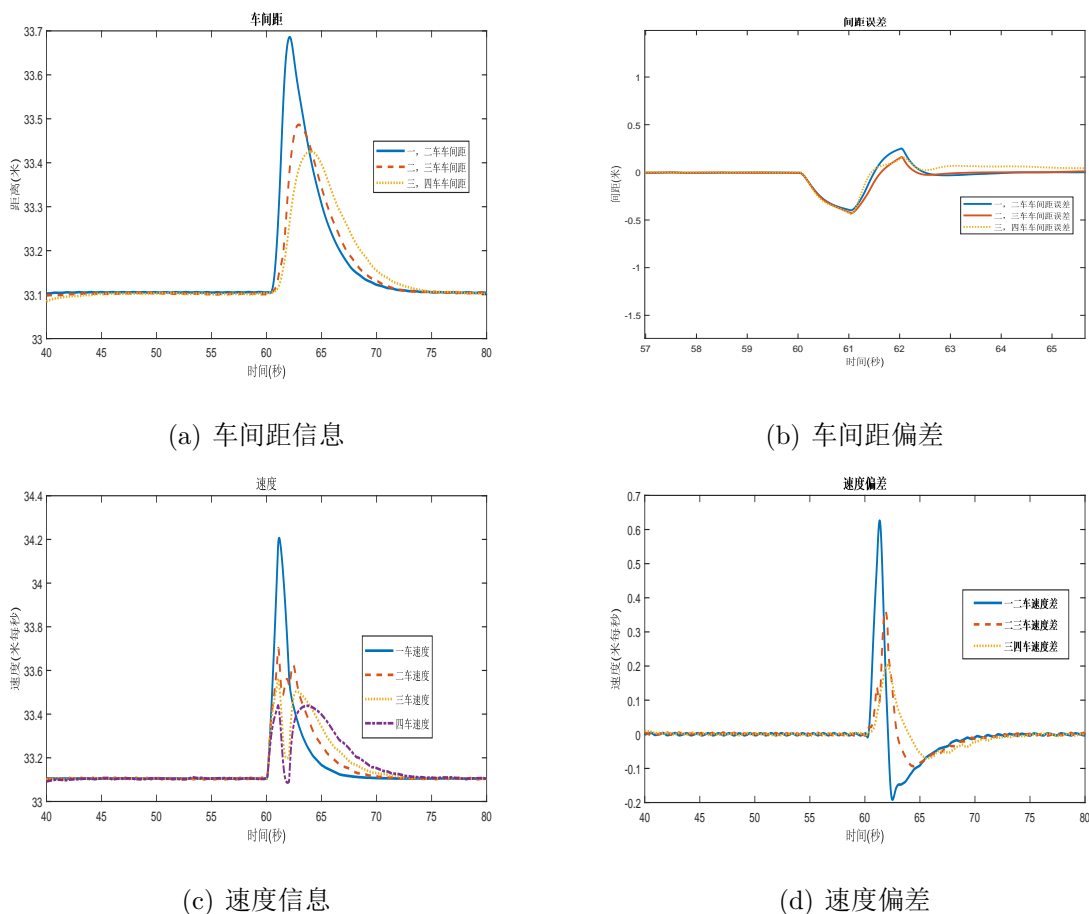 车间距
33.7
33.6
33.5
33.4
33.3
33.2
33.1
33
距离(米)
一，二车车间距
二，三车车间距
三，四车车间距
40 45 50 55 60 65 70 75 80
时间(秒)
(a) 车间距信息
间距误差
1
0.5
0
-0.5
-1
-1.5
间距(米)
一，二车车间距误差
二，三车车间距误差
三，四车车间距误差
57 58 59 60 61 62 63 64 65
时间(秒)
(b) 车间距偏差
速度
34.4
34.2
34
33.8
33.6
33.4
33.2
33
速度(米每秒)
一车速度
二车速度
三车速度
四车速度
40 45 50 55 60 65 70 75 80
时间(秒)
(c) 速度信息
速度偏差
0.7
0.6
0.5
0.4
0.3
0.2
0.1
0
-0.1
-0.2
速度(米每秒)
一二车速度差
二三车速度差
三四车速度差
40 45 50 55 60 65 70 75 80
时间(秒)
(d) 速度偏差